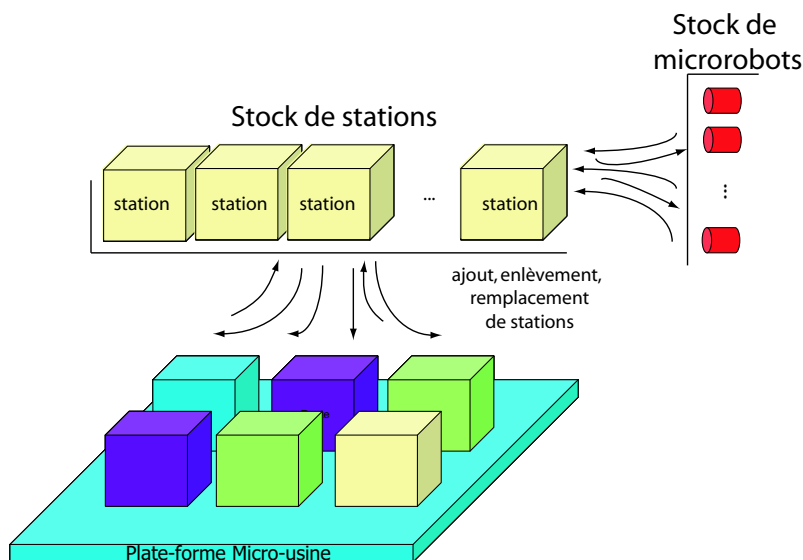 Stock de
microrobots
Stock de stations
station
station
station
...
station
...
ajout, enlèvement,
remplacement
de stations
Plate-forme Micro-usine